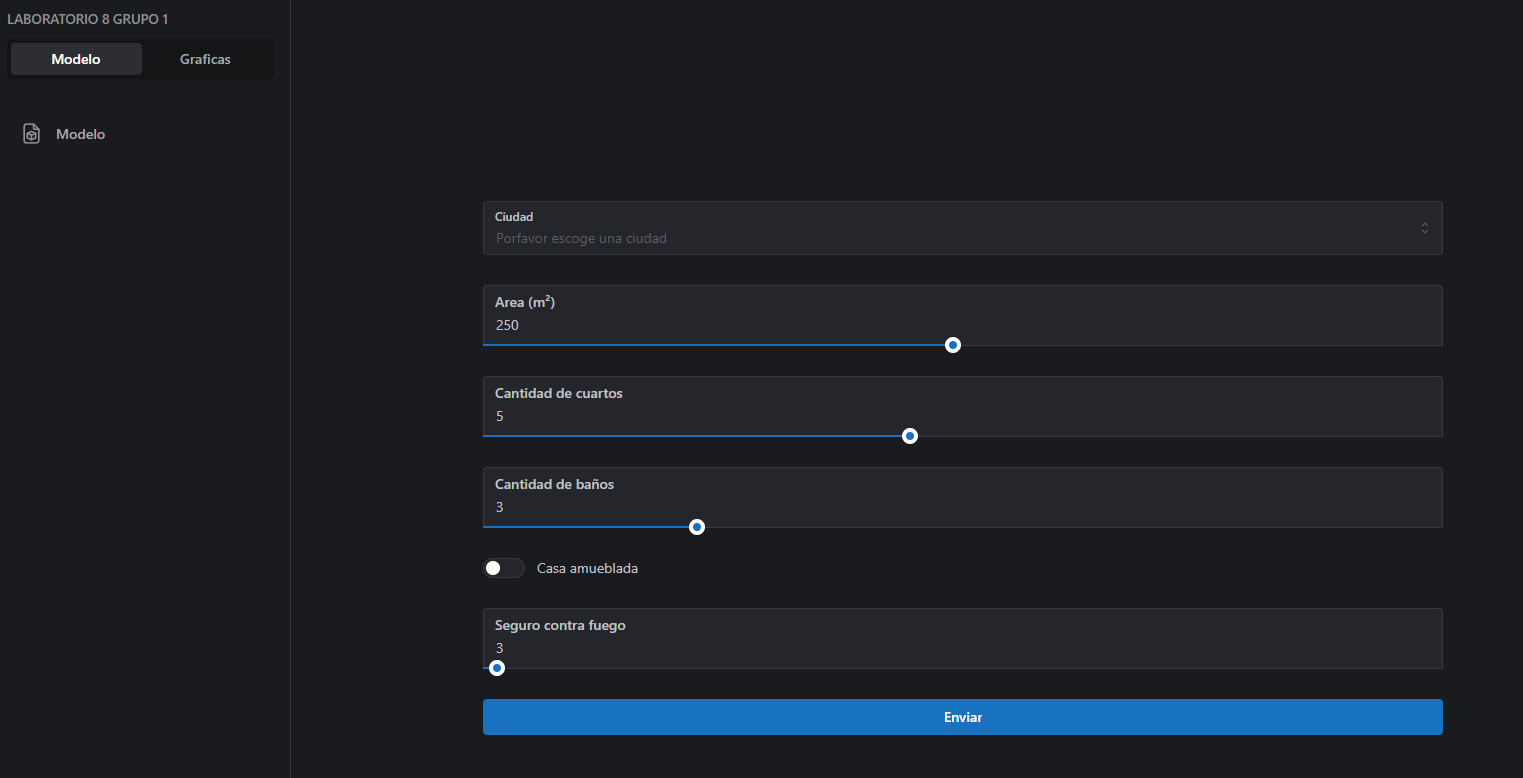 LABORATORIO 8 GRUPO 1
Modelo
Graficas
Modelo
Ciudad
Porfavor escoge una ciudad
Area (m²)
250
Cantidad de cuartos
5
Cantidad de baños
3
Casa amueblada
Seguro contra fuego
3
Enviar